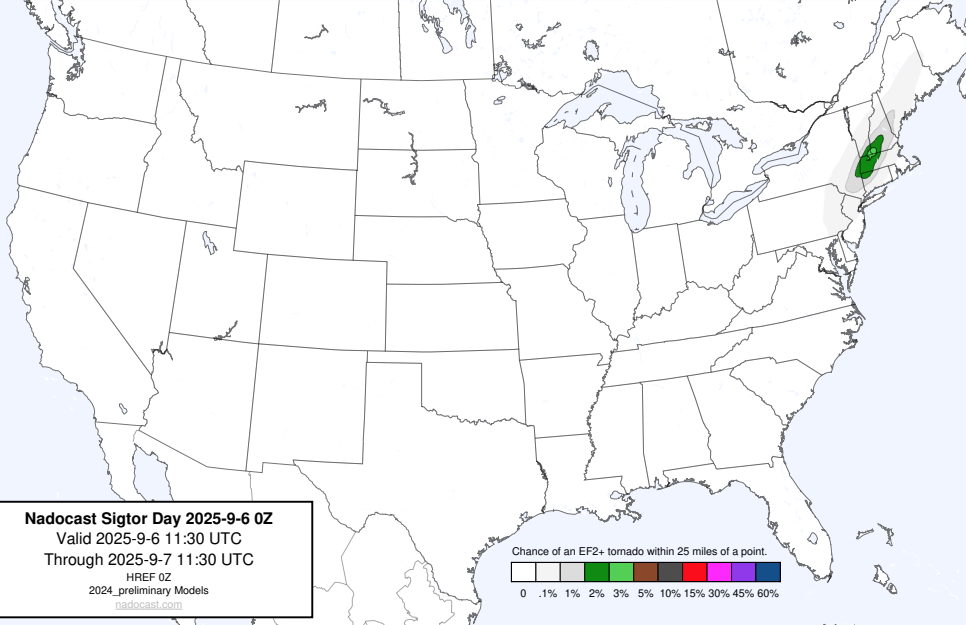 Nadocast Sigtor Day 2025-9-6 0Z
Valid 2025-9-6 11:30 UTC
Through 2025-9-7 11:30 UTC
HREF 0Z
2024_preliminary Models
nadocast.com
Chance of an EF2+ tornado within 25 miles of a point.
0 .1% 1% 2% 3% 5% 10% 15% 30% 45% 60%